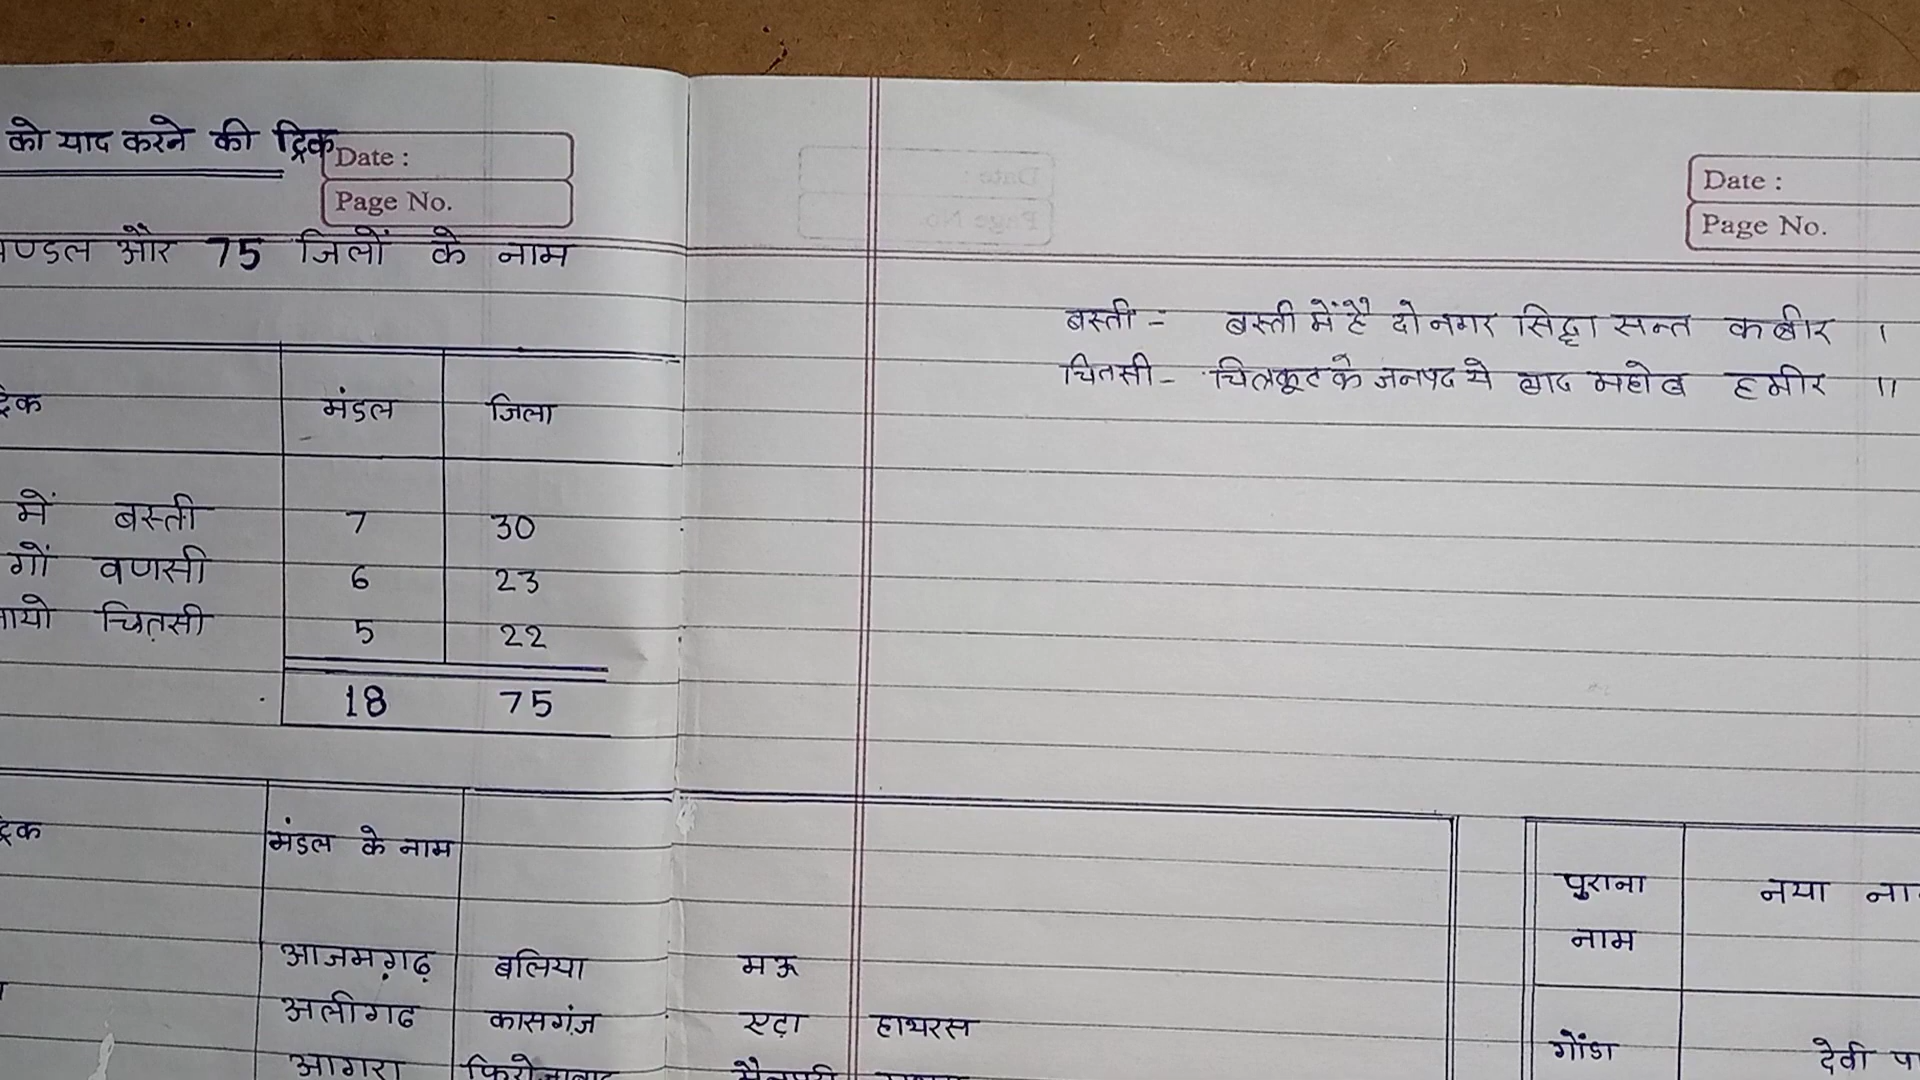 को याद करने की ट्रिक
Date :
Page No.
और 75 जिलों के नाम
मंडल जिला
में बस्ती 7 30
गों वणसी 6 23
चितसी 5 22
18 75
मंडल के नाम
आजमगढ़ बलिया मऊ
अलीगढ कासगंज एटा हाथरस
आगरा
Date :
Page No.
बस्ती - बस्ती में है दो नगर सिद्धा सन्त कबीर ।
चितसी - चित्रकूट के जनपद ये बाद महोब हमीर ॥
पुराना नया
नाम
गोंडा देवी